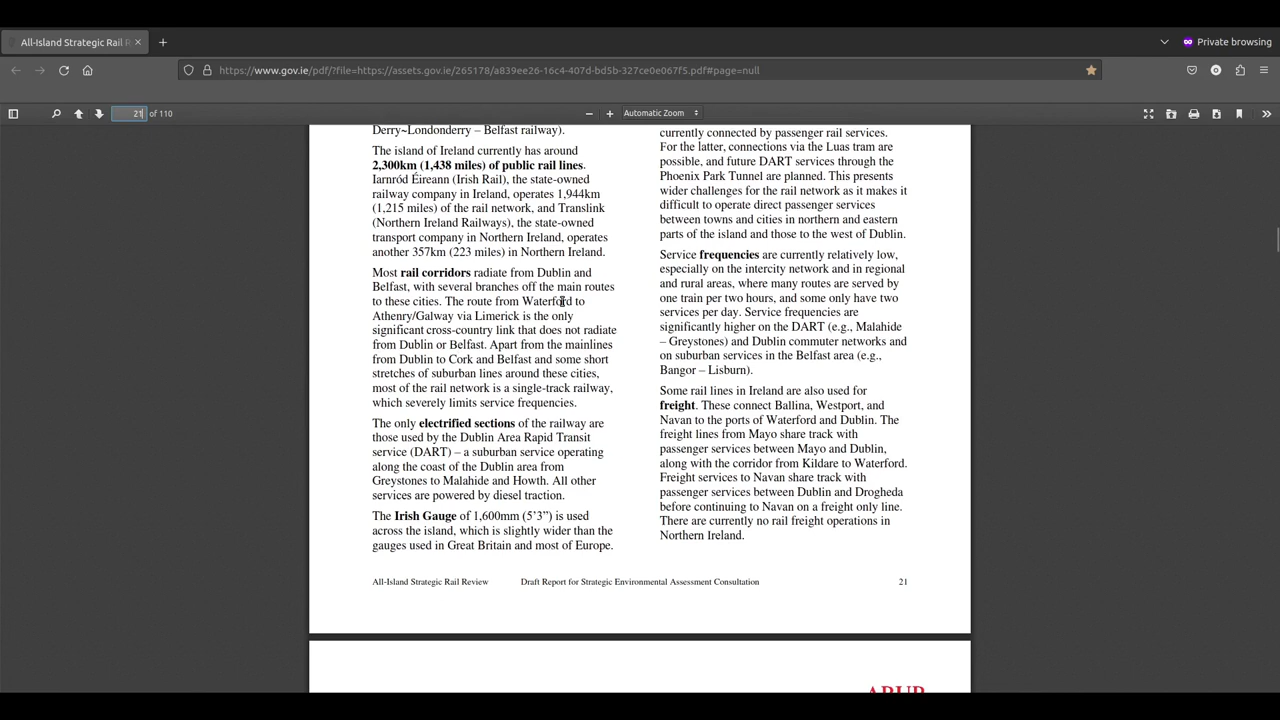 All-Island Strategic Rail R
Private browsing
https://www.gov.ie/pdf/?file=https://assets.gov.ie/265178/a839ee26-16c4-407d-bd5b-327ce0e067f5.pdf#page=null
21 of 110
Automatic Zoom
Derry~Londonderry – Belfast railway).
The island of Ireland currently has around
2,300km (1,438 miles) of public rail lines.
Iarnród Éireann (Irish Rail), the state-owned
railway company in Ireland, operates 1,944km
(1,215 miles) of the rail network, and Translink
(Northern Ireland Railways), the state-owned
transport company in Northern Ireland, operates
another 357km (223 miles) in Northern Ireland.
Most rail corridors radiate from Dublin and
Belfast, with several branches off the main routes
to these cities. The route from Waterford to
Athenry/Galway via Limerick is the only
significant cross-country link that does not radiate
from Dublin or Belfast. Apart from the mainlines
from Dublin to Cork and Belfast and some short
stretches of suburban lines around these cities,
most of the rail network is a single-track railway,
which severely limits service frequencies.
The only electrified sections of the railway are
those used by the Dublin Area Rapid Transit
service (DART) – a suburban service operating
along the coast of the Dublin area from
Greystones to Malahide and Howth. All other
services are powered by diesel traction.
The Irish Gauge of 1,600mm (5’3”) is used
across the island, which is slightly wider than the
gauges used in Great Britain and most of Europe.
currently connected by passenger rail services.
For the latter, connections via the Luas tram are
possible, and future DART services through the
Phoenix Park Tunnel are planned. This presents
wider challenges for the rail network as it makes it
difficult to operate direct passenger services
between towns and cities in northern and eastern
parts of the island and those to the west of Dublin.
Service frequencies are currently relatively low,
especially on the intercity network and in regional
and rural areas, where many routes are served by
one train per two hours, and some only have two
services per day. Service frequencies are
significantly higher on the DART (e.g., Malahide
– Greystones) and Dublin commuter networks and
on suburban services in the Belfast area (e.g.,
Bangor – Lisburn).
Some rail lines in Ireland are also used for
freight. These connect Ballina, Westport, and
Navan to the ports of Waterford and Dublin. The
freight lines from Mayo share track with
passenger services between Mayo and Dublin,
along with the corridor from Kildare to Waterford.
Freight services to Navan share track with
passenger services between Dublin and Drogheda
before continuing to Navan on a freight only line.
There are currently no rail freight operations in
Northern Ireland.
All-Island Strategic Rail Review Draft Report for Strategic Environmental Assessment Consultation 21
ARUP